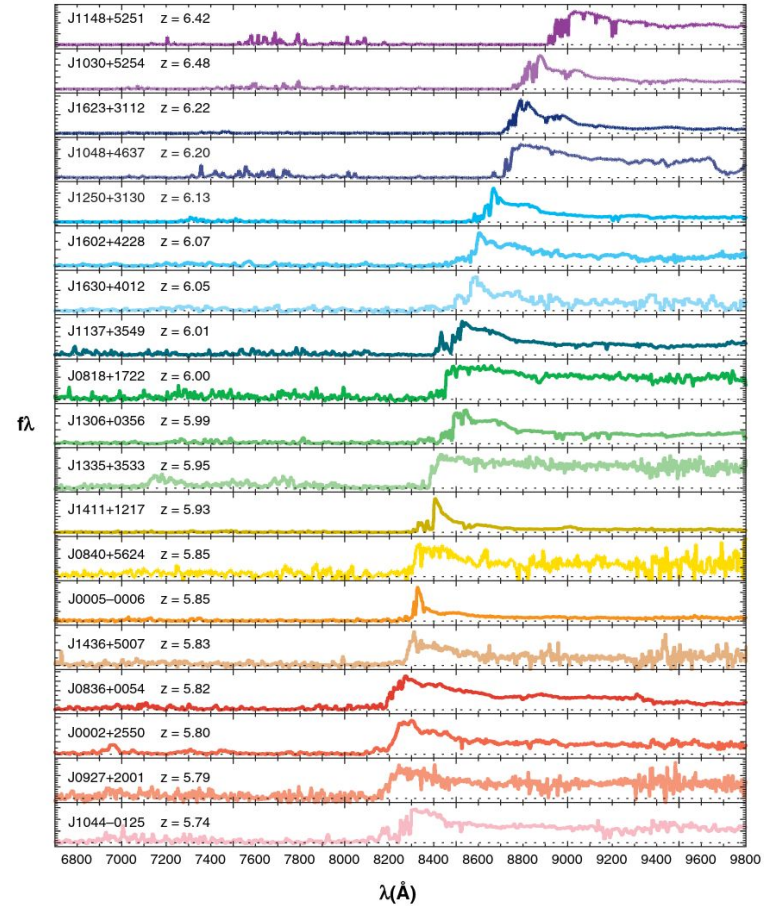 J1148+5251 z = 6.42
J1030+5254 z = 6.48
J1623+3112 z = 6.22
J1048+4637 z = 6.20
J1250+3130 z = 6.13
J1602+4228 z = 6.07
J1630+4012 z = 6.05
J1137+3549 z = 6.01
J0818+1722 z = 6.00
J1306+0356 z = 5.99
fλ
J1335+3533 z = 5.95
J1411+1217 z = 5.93
J0840+5624 z = 5.85
J0005–0006 z = 5.85
J1436+5007 z = 5.83
J0836+0054 z = 5.82
J0002+2550 z = 5.80
J0927+2001 z = 5.79
J1044–0125 z = 5.74
6800 7000 7200 7400 7600 7800 8000 8200 8400 8600 8800 9000 9200 9400 9600 9800
λ(Å)